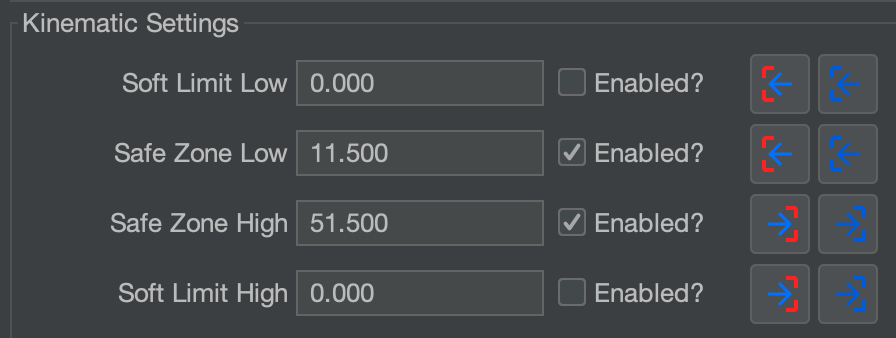 Kinematic Settings
Soft Limit Low 0.000 Enabled?
Safe Zone Low 11.500 Enabled?
Safe Zone High 51.500 Enabled?
Soft Limit High 0.000 Enabled?